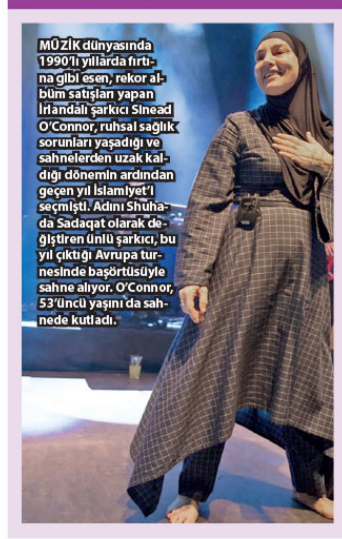 MÜZİK dünyasında
1990'lı yıllarda fırtı-
na gibi esen, rekor al-
büm satışları yapan
İrlandalı şarkıcı Sinead
O'Connor, ruhsal sağlık
sorunları yaşadığı ve
sahnelerden uzak kal-
dığı dönemin ardından
geçen yıl İslamiyet'i
seçmişti. Adını Shuha-
da Sadaqat olarak de-
ğiştiren ünlü şarkıcı, bu
yıl çıktığı Avrupa tur-
nesinde başörtüsüyle
sahne alıyor. O'Connor,
53'üncü yaşını da sah-
nede kutladı.